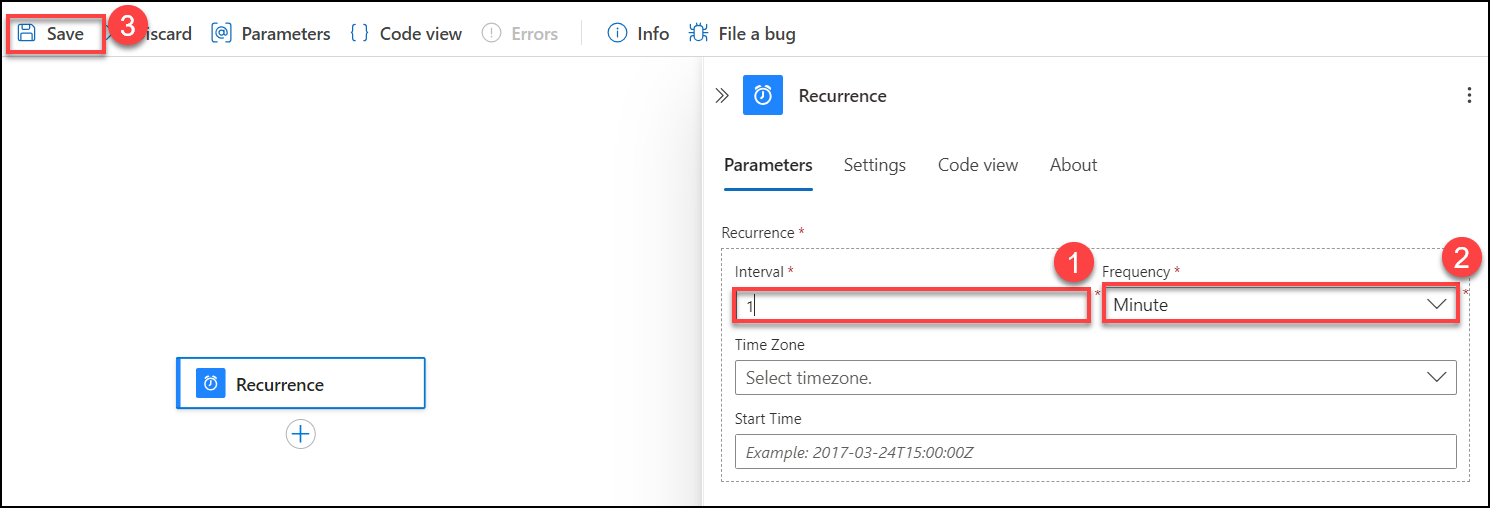 Save 3 iscard Parameters Code view Errors Info File a bug
Recurrence
Parameters Settings Code view About
Recurrence *
1 2
Interval * Frequency *
1 * Minute *
Time Zone
Select timezone.
Recurrence
Start Time
Example: 2017-03-24T15:00:00Z